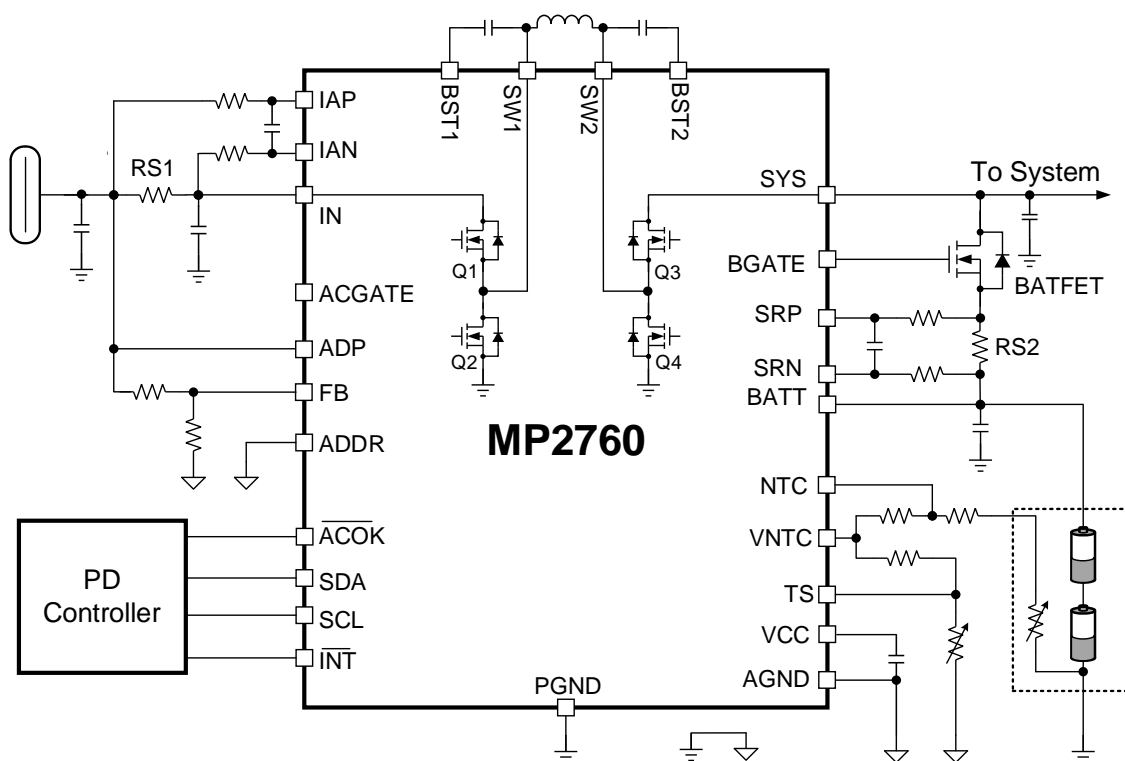 BST1
SW1
SW2
BST2
IAP
IAN
RS1
IN
ACGATE
ADP
FB
ADDR
ACOK
SDA
SCL
INT
PD
Controller
Q1
Q2
Q3
Q4
MP2760
PGND
SYS
To System
BGATE
BATFET
SRP
RS2
SRN
BATT
NTC
VNTC
TS
VCC
AGND